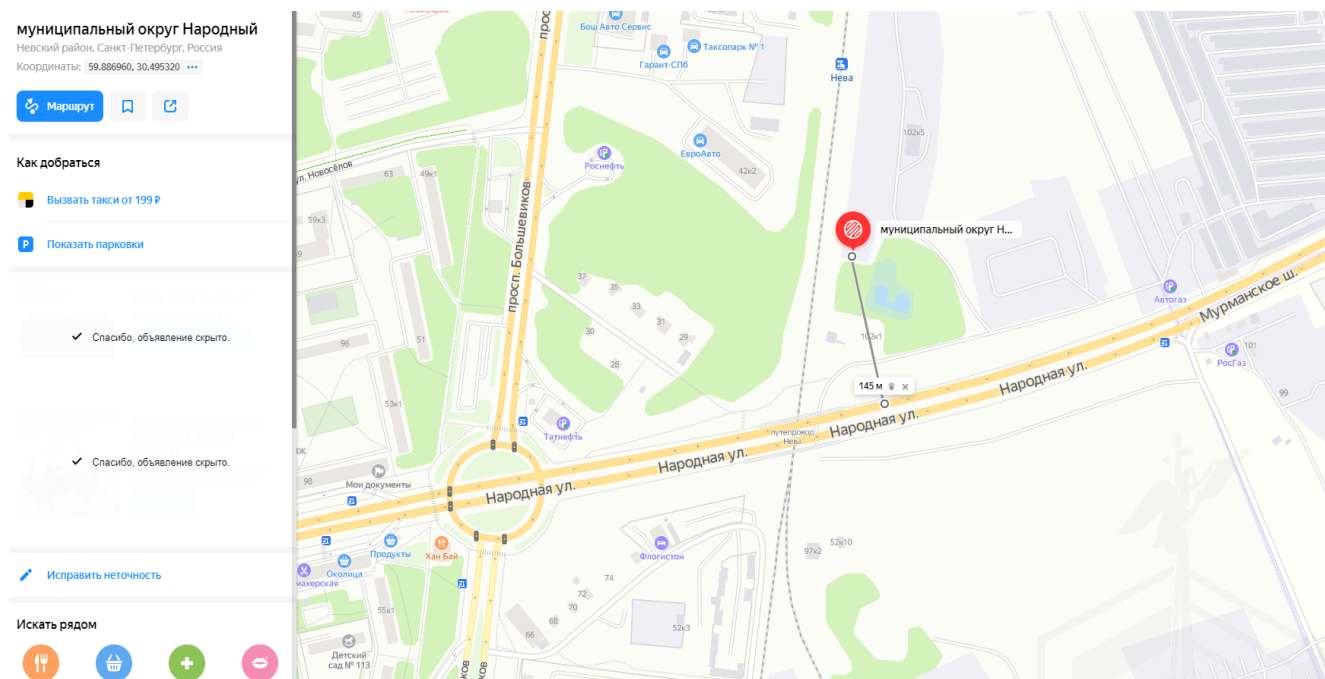 муниципальный округ Народный
Невский район, Санкт-Петербург, Россия
Координаты: 59.886960, 30.495320 •••
Маршрут
Как добраться
Вызвать такси от 199 ₽
P Показать парковки
Спасибо, объявление скрыто.
Спасибо, объявление скрыто.
Исправить неточность
Искать рядом
45
Бош Авто Сервис
Таксопарк № 1
Гарант-СПб
Нева
102к5
ЕвроАвто
42к2
Роснефть
ул. Новосёлов
63
49к1
59к3
просп. Большевиков
муниципальный округ Н...
37
35
33
31
30
29
28
96
51
102к1
Автогаз
Мурманское ш.
101
РосГаз
99
145 м
Народная ул.
53к1
Татнефть
путепровод
Нева
Народная ул.
Народная ул.
98
Мои документы
Народная ул.
Продукты
Хан Бай
Околица
Флогистон
97к2
52к10
74
72
70
68
66
55к1
52к3
Детский
сад № 113